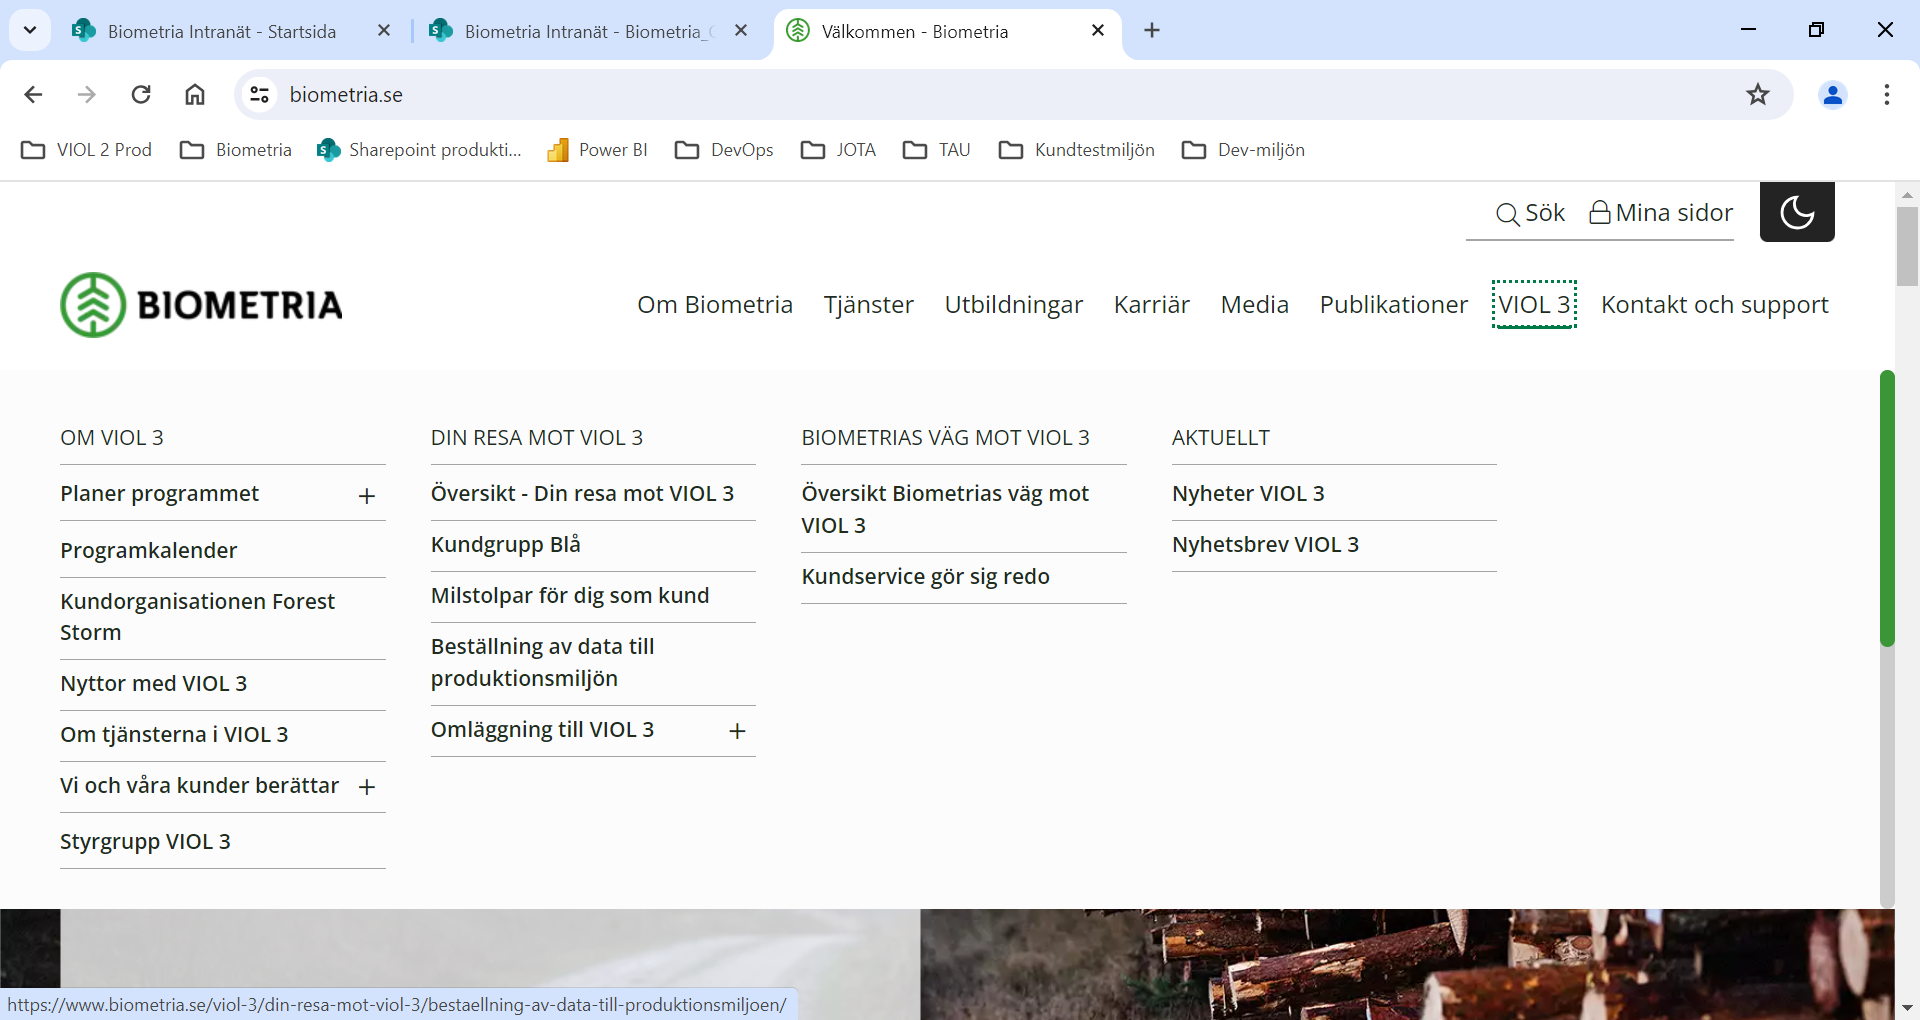 Biometria Intranät - Startsida
Biometria Intranät - Biometria_
Välkommen - Biometria
biometria.se
VIOL 2 Prod
Biometria
Sharepoint produkti...
Power BI
DevOps
JOTA
TAU
Kundtestmiljön
Dev-miljön
Sök
Mina sidor
BIOMETRIA
Om Biometria
Tjänster
Utbildningar
Karriär
Media
Publikationer
VIOL 3
Kontakt och support
OM VIOL 3
Planer programmet
Programkalender
Kundorganisationen Forest
Storm
Nyttor med VIOL 3
Om tjänsterna i VIOL 3
Vi och våra kunder berättar
Styrgrupp VIOL 3
DIN RESA MOT VIOL 3
Översikt - Din resa mot VIOL 3
Kundgrupp Blå
Milstolpar för dig som kund
Beställning av data till
produktionsmiljön
Omläggning till VIOL 3
BIOMETRIAS VÄG MOT VIOL 3
Översikt Biometrias väg mot
VIOL 3
Kundservice gör sig redo
AKTUELLT
Nyheter VIOL 3
Nyhetsbrev VIOL 3
https://www.biometria.se/viol-3/din-resa-mot-viol-3/bestaellning-av-data-till-produktionsmiljoen/